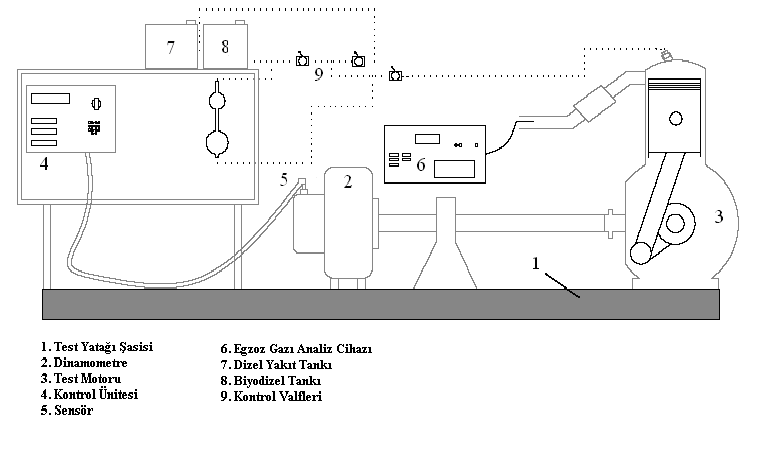 7
8
9
4
6
5
2
3
1
1. Test Yatağı Şasisi
2. Dinamometre
3. Test Motoru
4. Kontrol Ünitesi
5. Sensör
6. Egzoz Gazı Analiz Cihazı
7. Dizel Yakıt Tankı
8. Biyodizel Tankı
9. Kontrol Valfleri